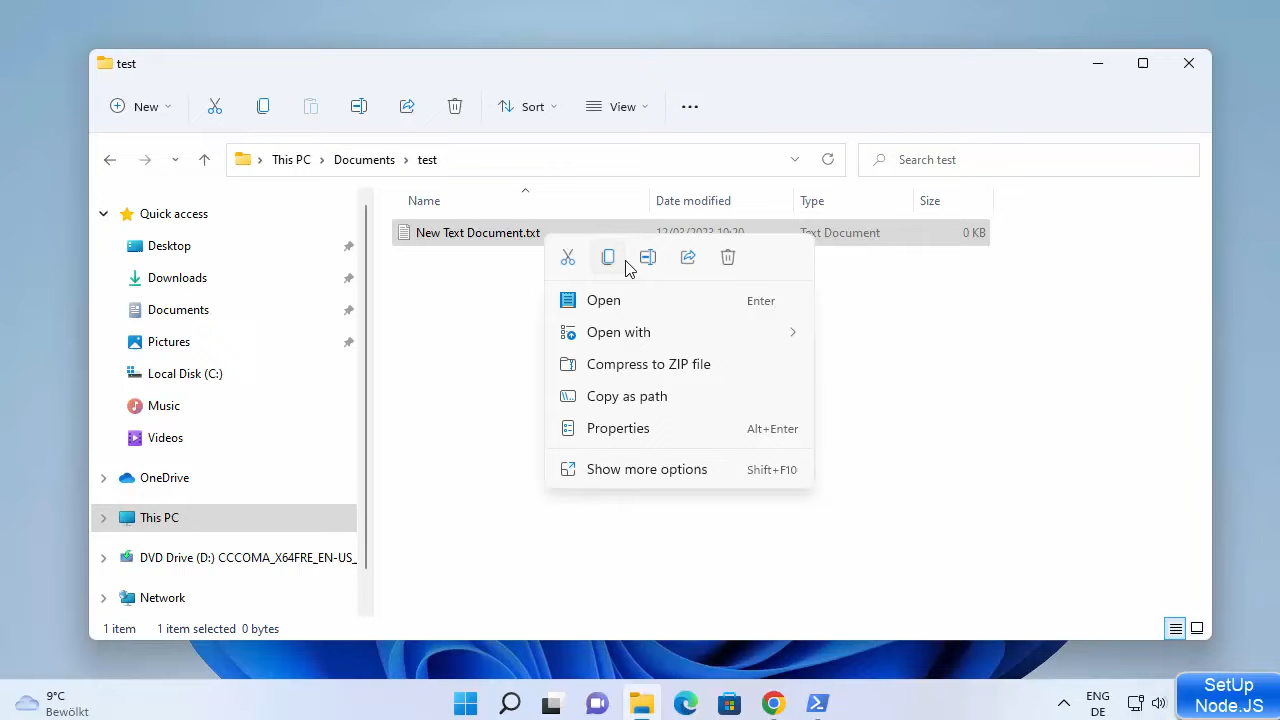 test
New
Sort
View
This PC
Documents
test
Search test
Name
Date modified
Type
Size
New Text Document.txt
12/03/2023 10:20
Text Document
0 KB
Quick access
Desktop
Downloads
Documents
Pictures
Local Disk (C:)
Music
Videos
OneDrive
This PC
DVD Drive (D:) CCCOMA_X64FRE_EN-US_
Network
Open
Enter
Open with
Compress to ZIP file
Copy as path
Properties
Alt+Enter
Show more options
Shift+F10
1 item
1 item selected
0 bytes
9°C
Bewölkt
ENG
DE
SetUp
Node.JS